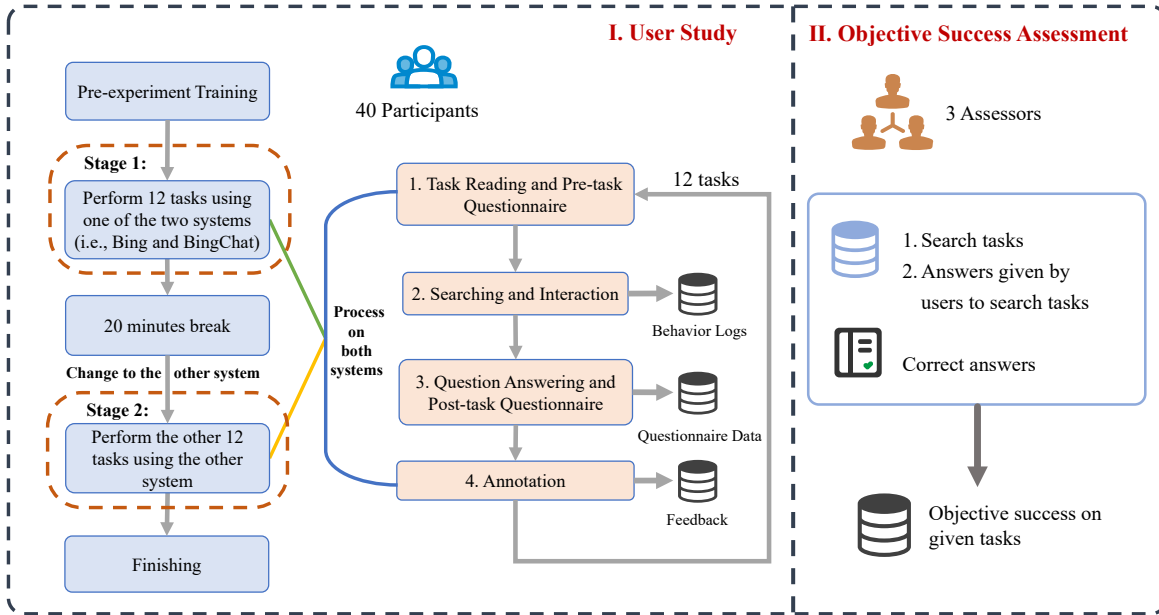 I. User Study
Pre-experiment Training
40 Participants
Stage 1:
Perform 12 tasks using
one of the two systems
(i.e., Bing and BingChat)
20 minutes break
Change to the other system
Stage 2:
Perform the other 12
tasks using the other
system
Finishing
Process
on
both
systems
12 tasks
1. Task Reading and Pre-task
Questionnaire
2. Searching and Interaction
Behavior Logs
3. Question Answering and
Post-task Questionnaire
Questionnaire Data
4. Annotation
Feedback
II. Objective Success Assessment
3 Assessors
1. Search tasks
2. Answers given by
users to search tasks
Correct answers
Objective success on
given tasks